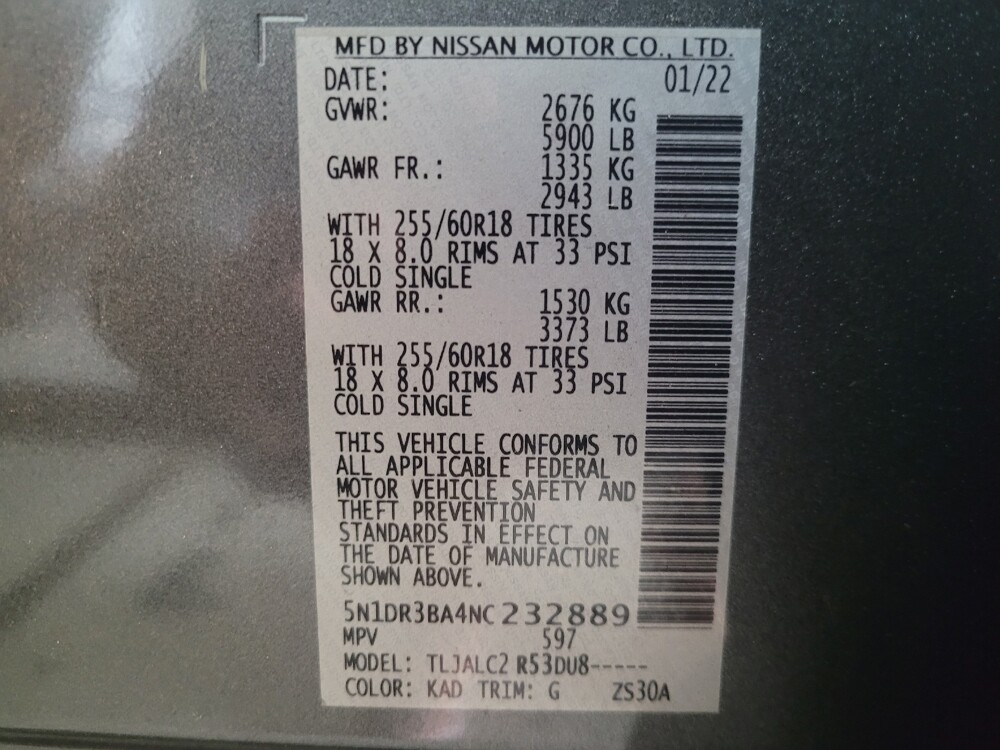 MFD BY NISSAN MOTOR CO., LTD.
DATE: 01/22
GVWR: 2676 KG
5900 LB
GAWR FR.: 1335 KG
2943 LB
WITH 255/60R18 TIRES
18 X 8.0 RIMS AT 33 PSI
COLD SINGLE
GAWR RR.: 1530 KG
3373 LB
WITH 255/60R18 TIRES
18 X 8.0 RIMS AT 33 PSI
COLD SINGLE
THIS VEHICLE CONFORMS TO
ALL APPLICABLE FEDERAL
MOTOR VEHICLE SAFETY AND
THEFT PREVENTION
STANDARDS IN EFFECT ON
THE DATE OF MANUFACTURE
SHOWN ABOVE.
5N1DR3BA4NC232889
MPV 597
MODEL: TLJALC2 R53DU8-----
COLOR: KAD TRIM: G ZS30A